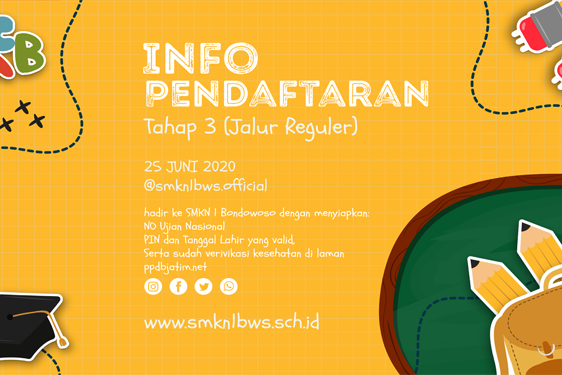 INFO
PENDAFTARAN
Tahap 3 (Jalur Reguler)
25 JUNI 2020
@smkn1bws.official
hadir ke SMKN 1 Bondowoso dengan menyiapkan:
NO Ujian Nasional
PIN dan Tanggal Lahir yang valid,
Serta sudah verivikasi kesehatan di laman
ppdbjatim.net
www.smkn1bws.sch.id